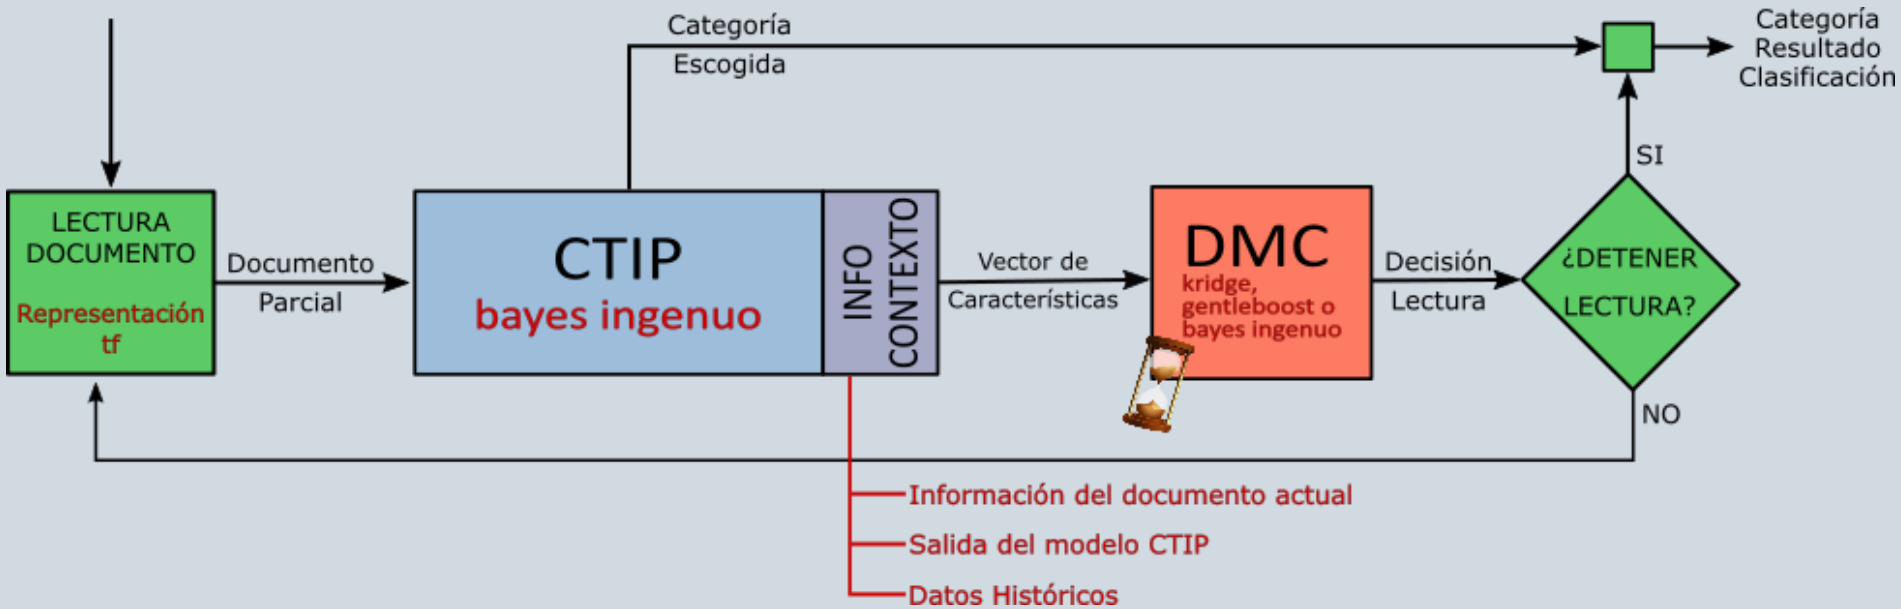 Categoría
Escogida
Categoría
Resultado
Clasificación
SI
LECTURA
DOCUMENTO
Representación
tf
Documento
Parcial
CTIP
bayes ingenuo
INFO
CONTEXTO
Vector de
Características
DMC
kridge,
gentleboost o
bayes ingenuo
Decisión
Lectura
¿DETENER
LECTURA?
NO
Información del documento actual
Salida del modelo CTIP
Datos Históricos